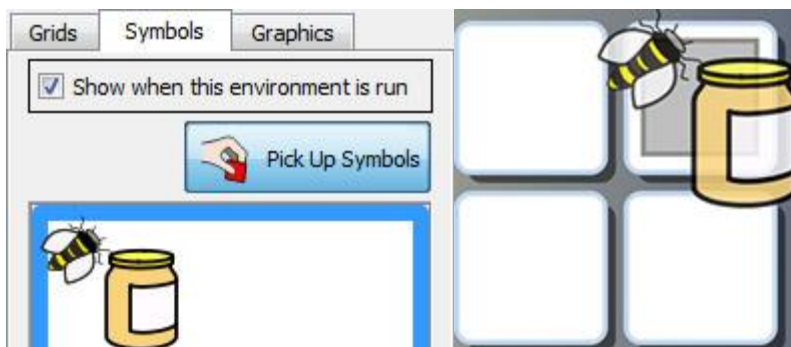 Grids Symbols Graphics
Show when this environment is run
Pick Up Symbols